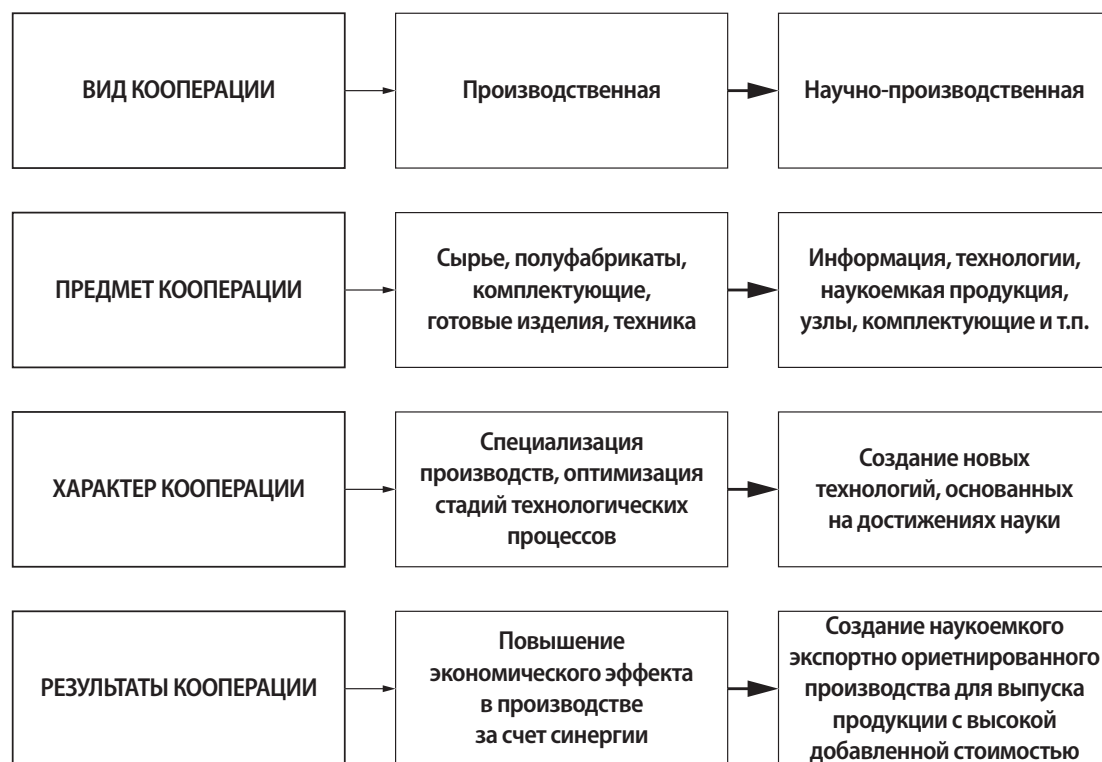 ВИД КООПЕРАЦИИ
Производственная
Научно-производственная
ПРЕДМЕТ КООПЕРАЦИИ
Сырье, полуфабрикаты,
комплектующие,
готовые изделия, техника
Информация, технологии,
наукоемкая продукция,
узлы, комплектующие и т.п.
ХАРАКТЕР КООПЕРАЦИИ
Специализация
производств, оптимизация
стадий технологических
процессов
Создание новых
технологий, основанных
на достижениях науки
РЕЗУЛЬТАТЫ КООПЕРАЦИИ
Повышение
экономического эффекта
в производстве
за счет синергии
Создание наукоемкого
экспортно ориетнированного
производства для выпуска
продукции с высокой
добавленной стоимостью